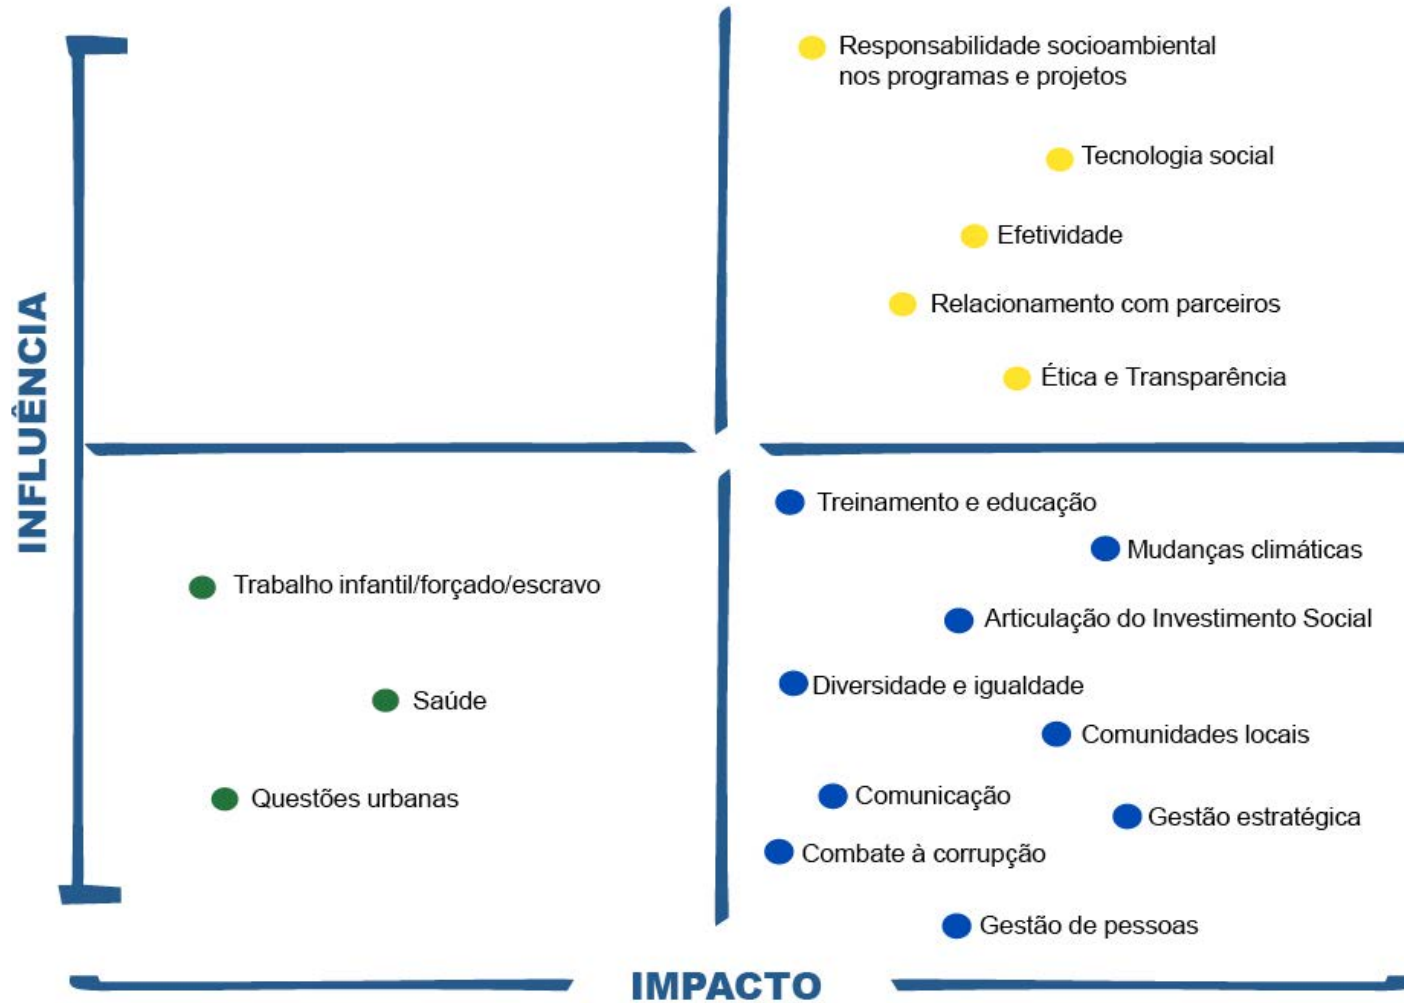 Responsabilidade socioambiental
nos programas e projetos
Tecnologia social
Efetividade
Relacionamento com parceiros
Ética e Transparência
INFLUÊNCIA
Treinamento e educação
Mudanças climáticas
Trabalho infantil/forçado/escravo
Articulação do Investimento Social
Diversidade e igualdade
Saúde
Comunidades locais
Questões urbanas
Comunicação
Gestão estratégica
Combate à corrupção
Gestão de pessoas
IMPACTO